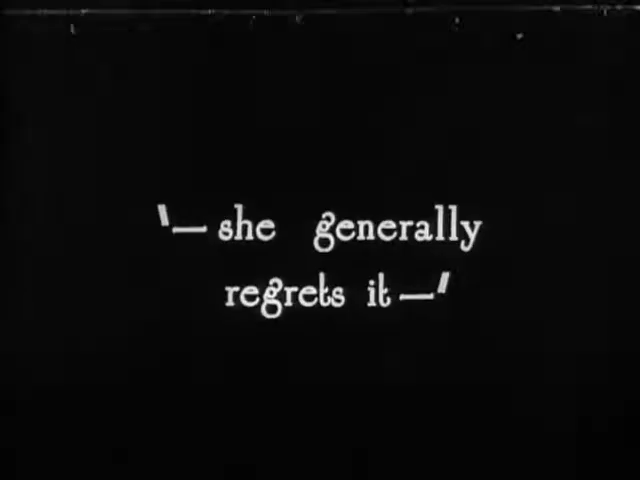 '— she generally
regrets it —'